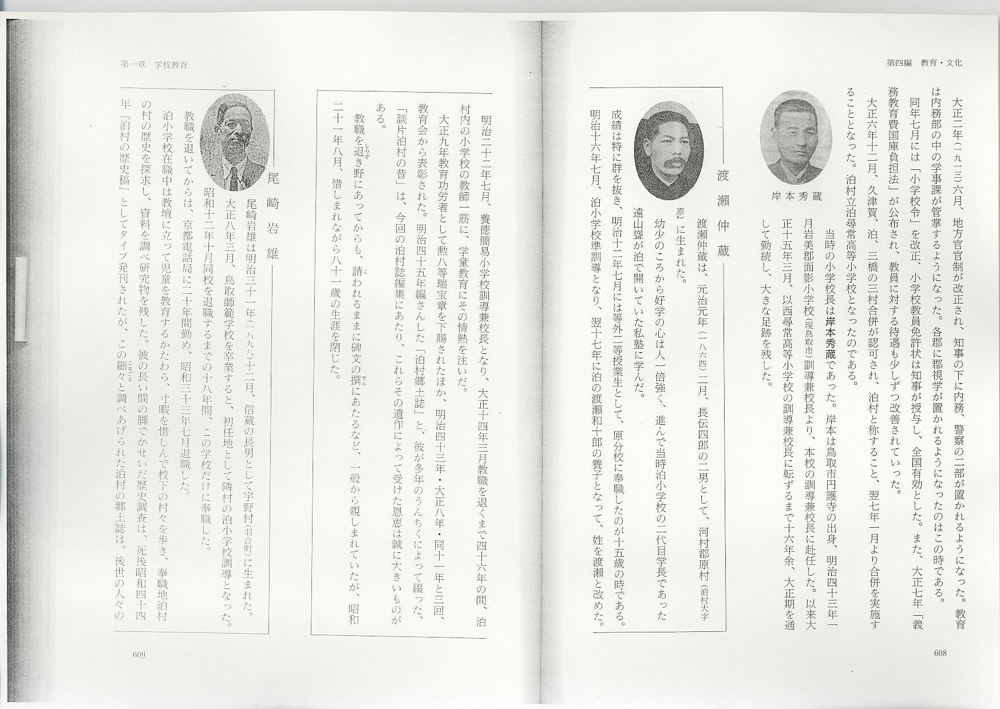 第四編　教育・文化
大正二年(一九一三)六月、地方官官制が改正され、知事の下に内務、警察の二部が置かれるようになった。教育
は内務部の中の学事課が管掌するようになった。各郡に郡視学が置かれるようになったのはこの時である。
同年七月には「小学校令」を改正、小学校教員免許状は知事が授与し、全国有効とした。また、大正七年「義
務教育費国庫負担法」が公布され、教員に対する待遇も少しずつ改善されていった。
大正六年十二月、久津賀、泊、三橋の三村合併が認可され、泊村と称すること、翌七年一月より合併を実施す
ることとなった。泊村立泊尋常高等小学校となったのである。
当時の小学校長は岸本秀蔵であった。岸本は鳥取市円護寺の出身、明治四十三年一
月岩美郡面影小学校(現鳥取市)訓導兼校長より、本校の訓導兼校長に赴任した。以来大
正十五年三月、以西尋常高等小学校の訓導兼校長に転ずるまで十六年余、大正期を通
して勤続し、大きな足跡を残した。
岸本秀蔵
渡瀬仲蔵
渡瀬仲蔵は、元治元年(一八六四)二月、長伝四郎の二男として、河村郡原村(泊村大字
原)に生まれた。
幼少のころから好学の心は人一倍強く、進んで当時泊小学校の二代目学長であった
遠山聳が泊で開いていた私塾に学んだ。
成績は特に群を抜き、明治十二年七月には等外二等授業生として、原分校に奉職したのが十五歳の時である。
明治十六年七月、泊小学校準訓導となり、翌十七年に泊の渡瀬和十郎の養子となって、姓を渡瀬と改めた。
608
第一章　学校教育
明治二十二年七月、養徳簡易小学校訓導兼校長となり、大正十四年三月教職を退くまで四十六年の間、泊
村内の小学校の教師一筋に、学童教育にその情熱を注いだ。
大正九年教育功労者として勲八等瑞宝章を下賜されたほか、明治四十三年・大正八年・同十一年と三回、
教育会から表彰された。明治四十五年編さんした「泊村郷土誌」と、彼が多年のうんちくによって綴った、
「談片泊村の昔」は、今回の泊村誌編集にあたり、これらその遺作によって受けた恩恵は誠に大きいものが
ある。
教職を退き野にあってからも、請われるままに碑文の撰にあたるなど、一般から親しまれていたが、昭和
二十一年八月、惜しまれながら八十一歳の生涯を閉じた。
尾崎岩雄
尾崎岩雄は明治三十一年(一八九八)十二月、信蔵の長男として宇野村(羽合町)に生まれた。
大正八年三月、鳥取師範学校を卒業すると、初任地として隣村の泊小学校訓導となった。
昭和十二年十月同校を退職するまでの十八年間、この学校だけに奉職した。
教職を退いてからは、京都電話局に二十年間勤め、昭和三十三年七月退職した。
泊小学校在職中は教壇に立って児童を教育するかたわら、寸暇を惜しんで校下の村々を歩き、奉職地泊村
の村の歴史を探求し、資料を調べ研究物を残した。彼の長い間の脚でかせいだ歴史調査は、死後昭和四十四
年『泊村の歴史稿』としてタイプ発刊されたが、この細々と調べあげられた泊村の郷土誌は、後世の人々の
609